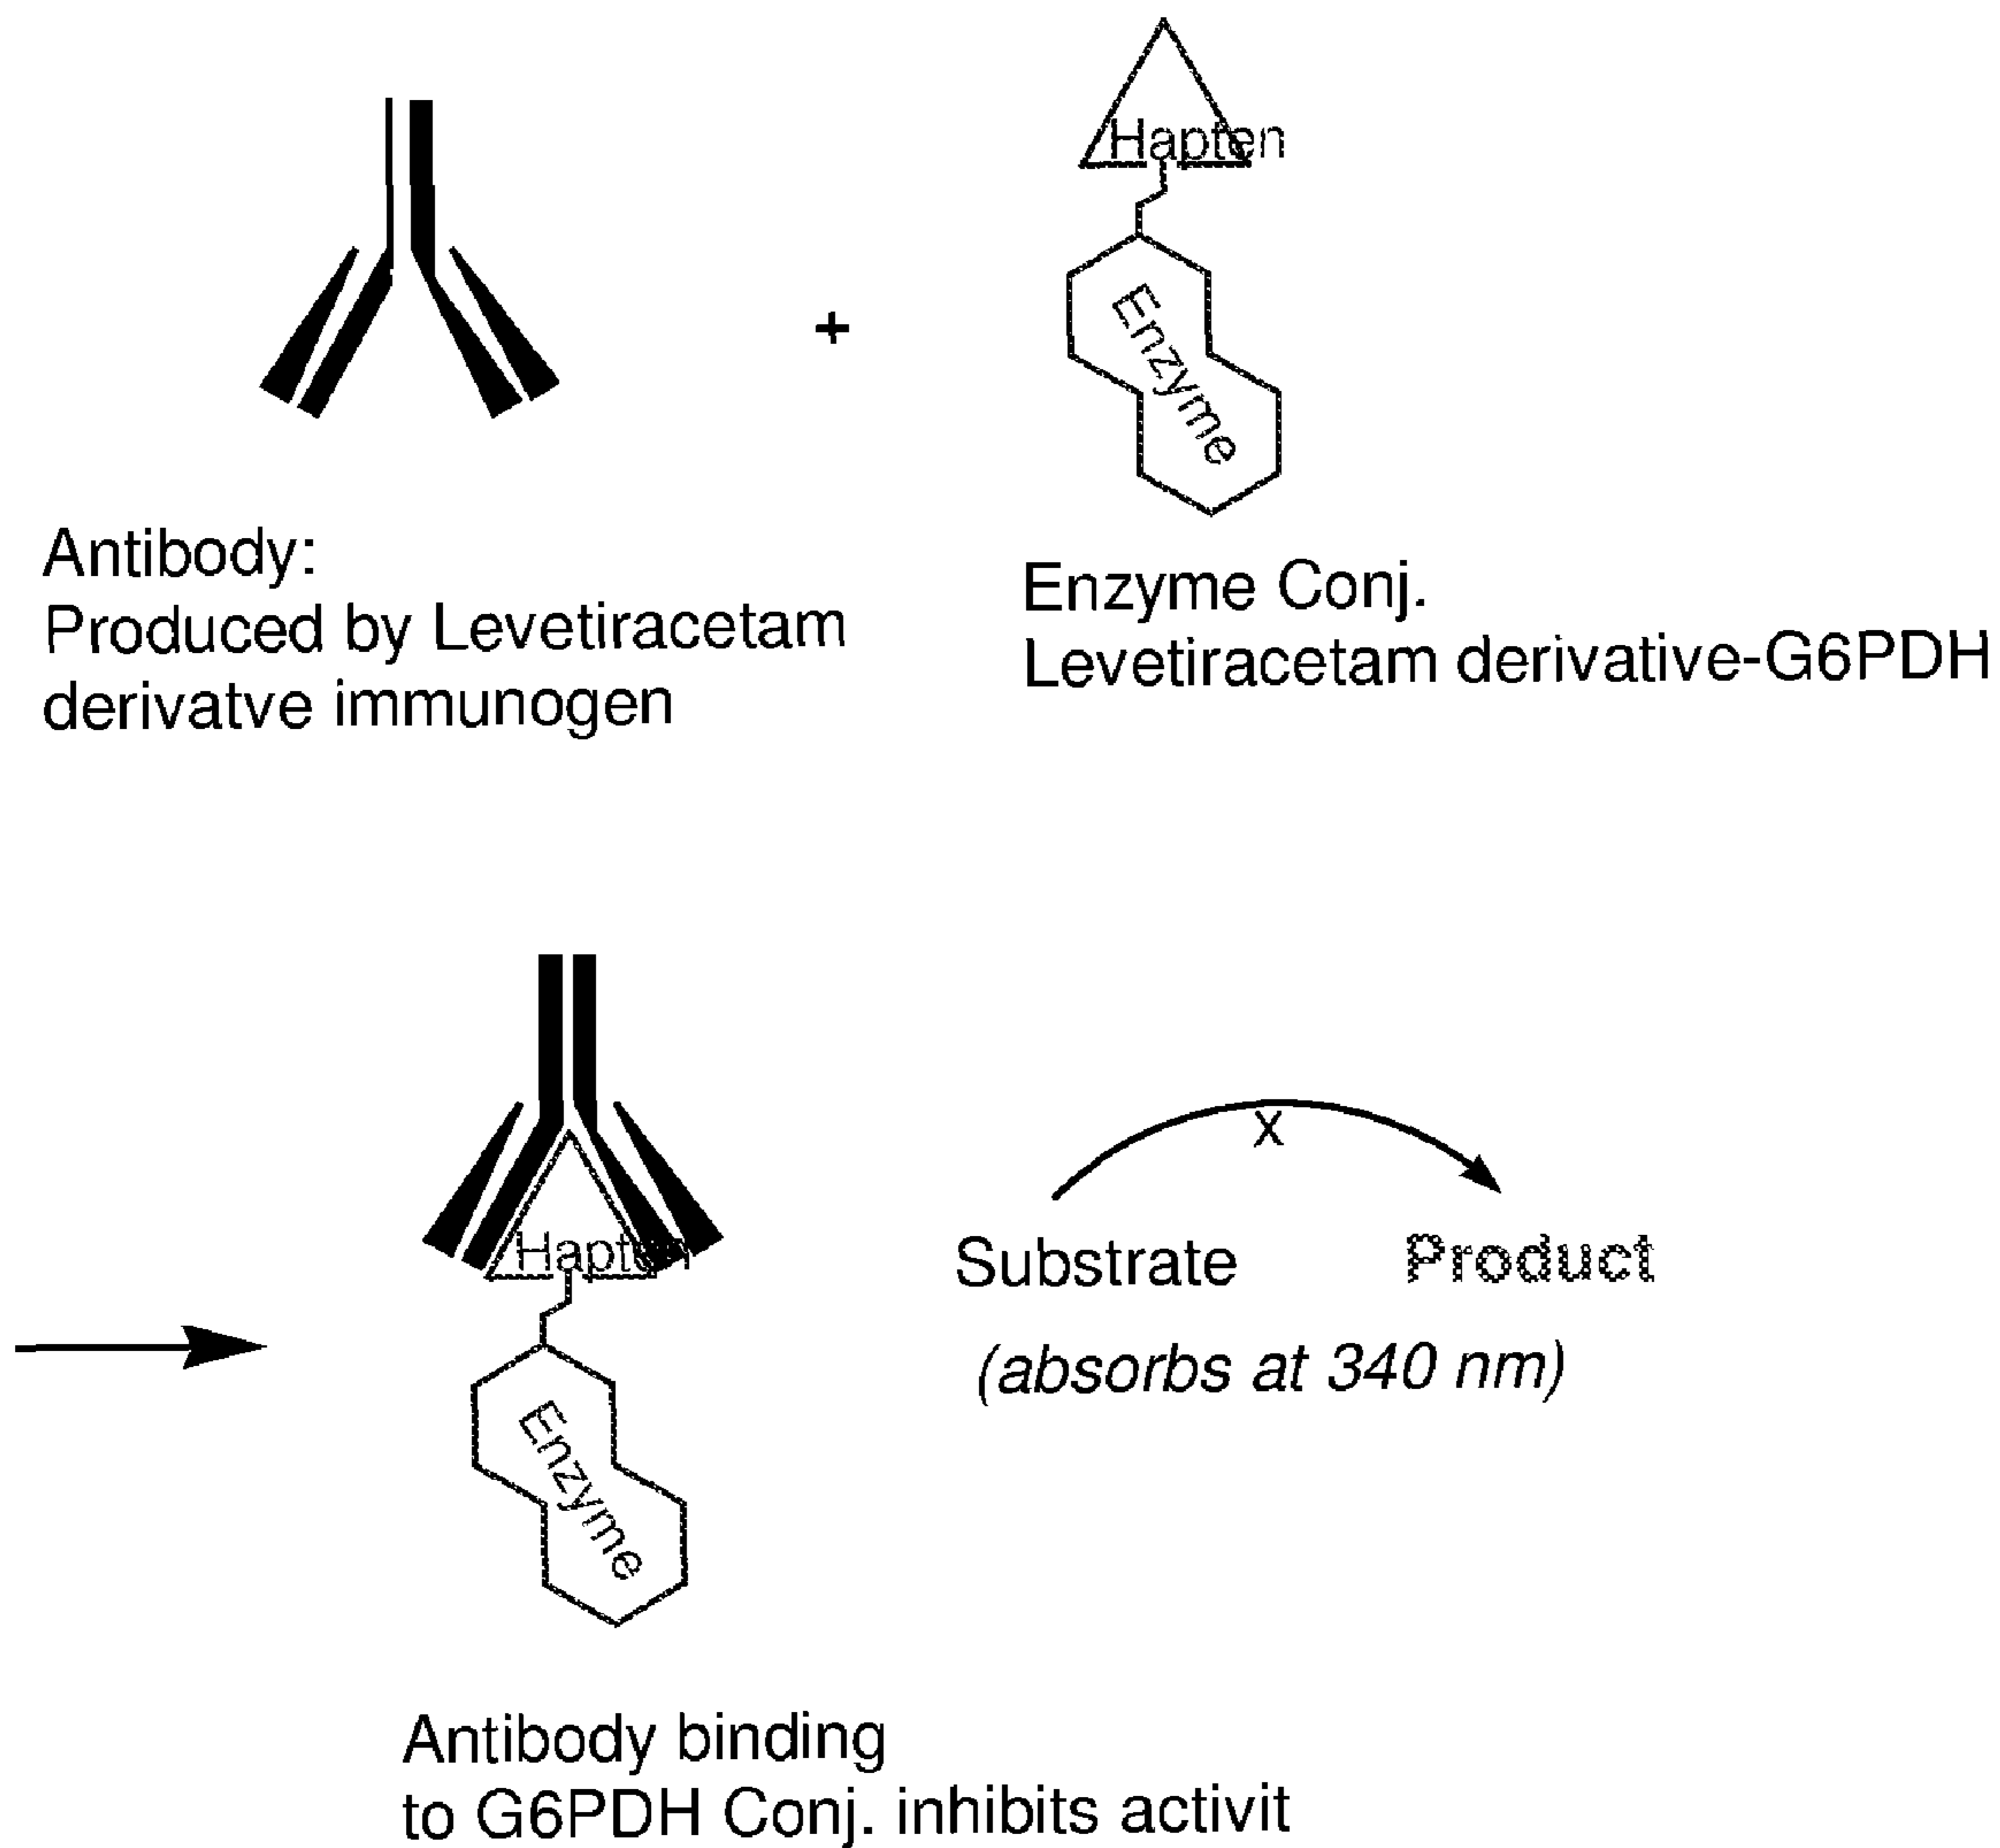 Hapten
+
Enzyme
Antibody:
Produced by Levetiracetam
derivatve immunogen
Enzyme Conj.
Levetiracetam derivative-G6PDH
Hapten
X
Substrate
Product
(absorbs at 340 nm)
Enzyme
Antibody binding
to G6PDH Conj. inhibits activit